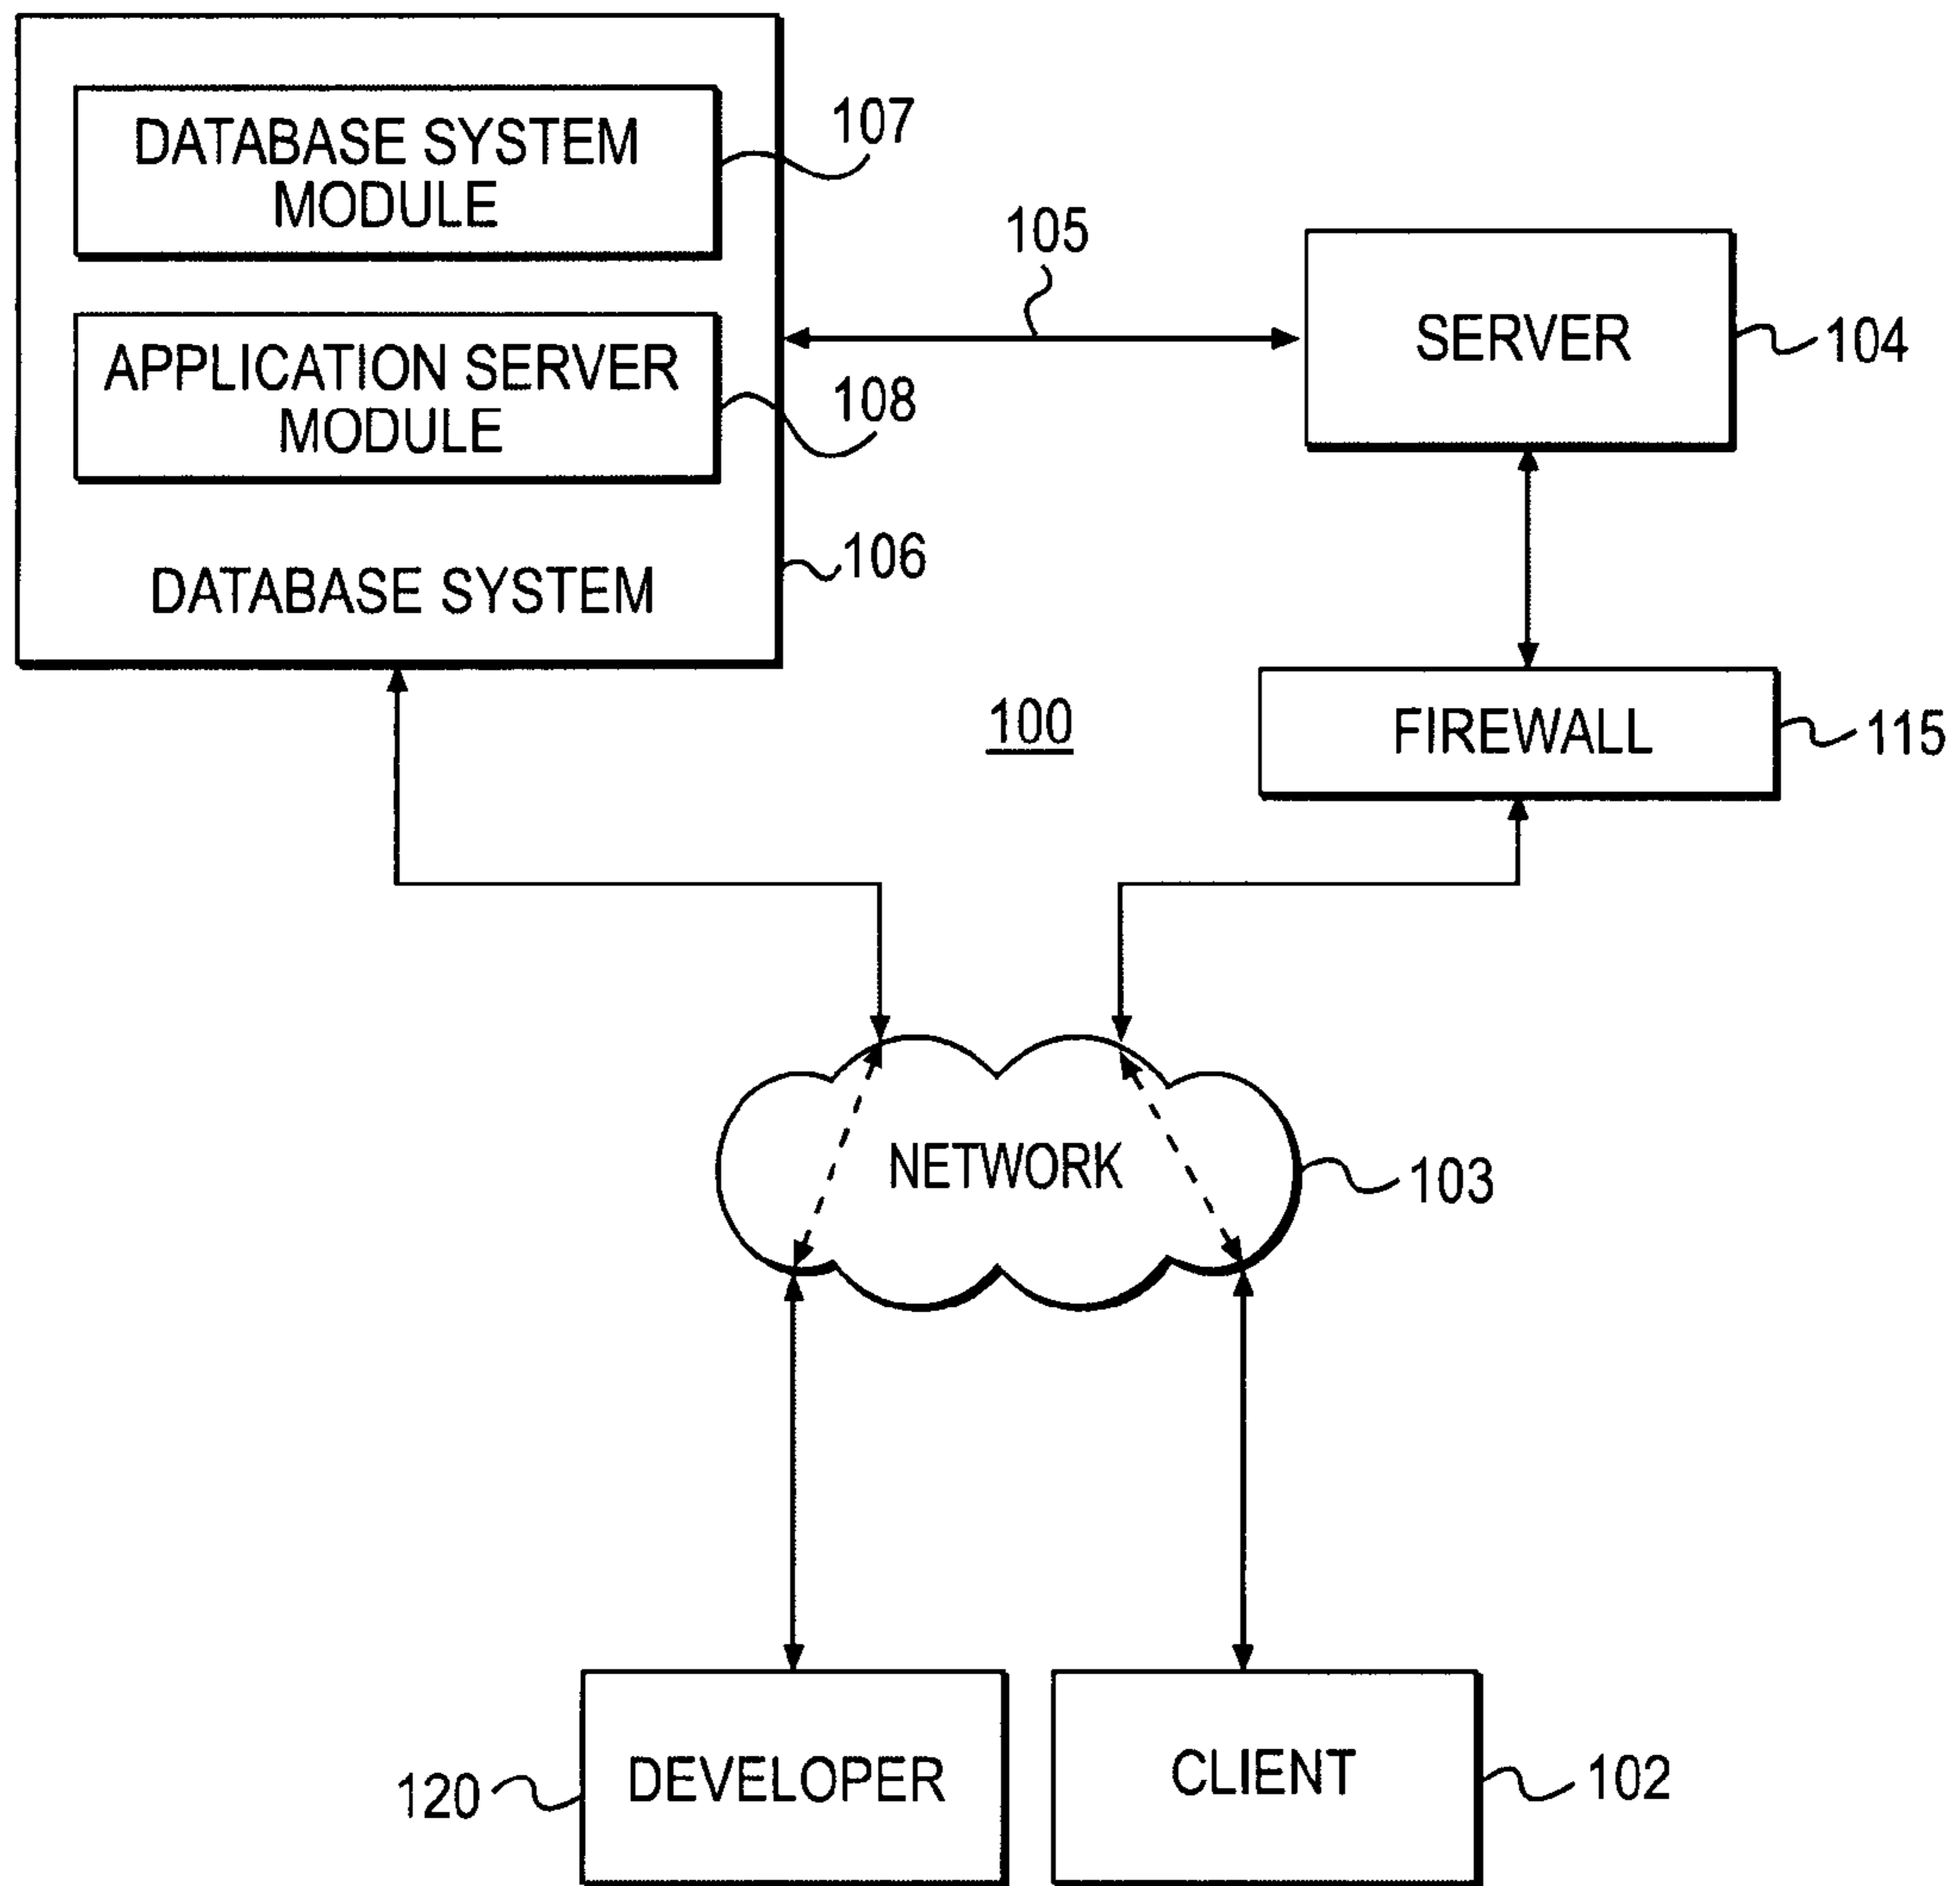 DATABASE SYSTEM
MODULE
107
105
SERVER
104
APPLICATION SERVER
MODULE
108
106
DATABASE SYSTEM
100
FIREWALL
115
NETWORK
103
DEVELOPER
120
CLIENT
102